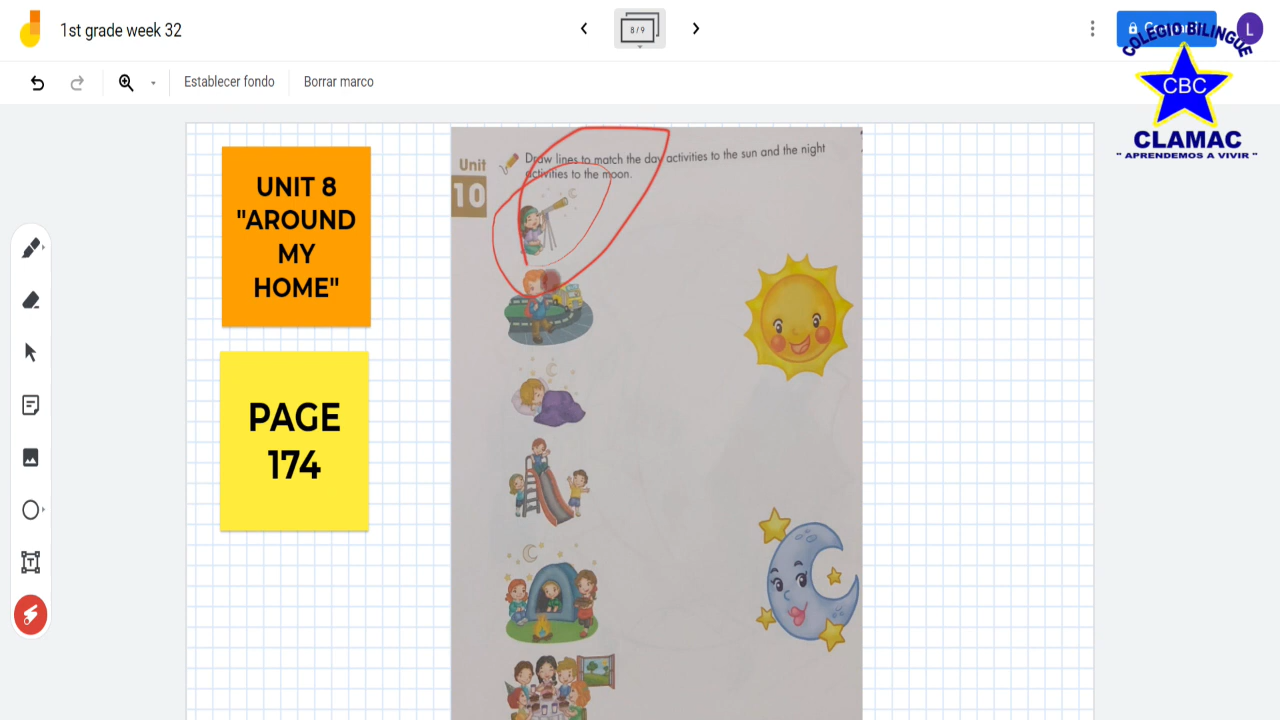 1st grade week 32
8 / 9
L
Establecer fondo
Borrar marco
COLEGIO BILINGUE
CBC
CLAMAC
" APRENDEMOS A VIVIR "
UNIT 8
"AROUND
MY
HOME"
PAGE
174
Unit
10
Draw lines to match the day activities to the sun and the night
activities to the moon.
T